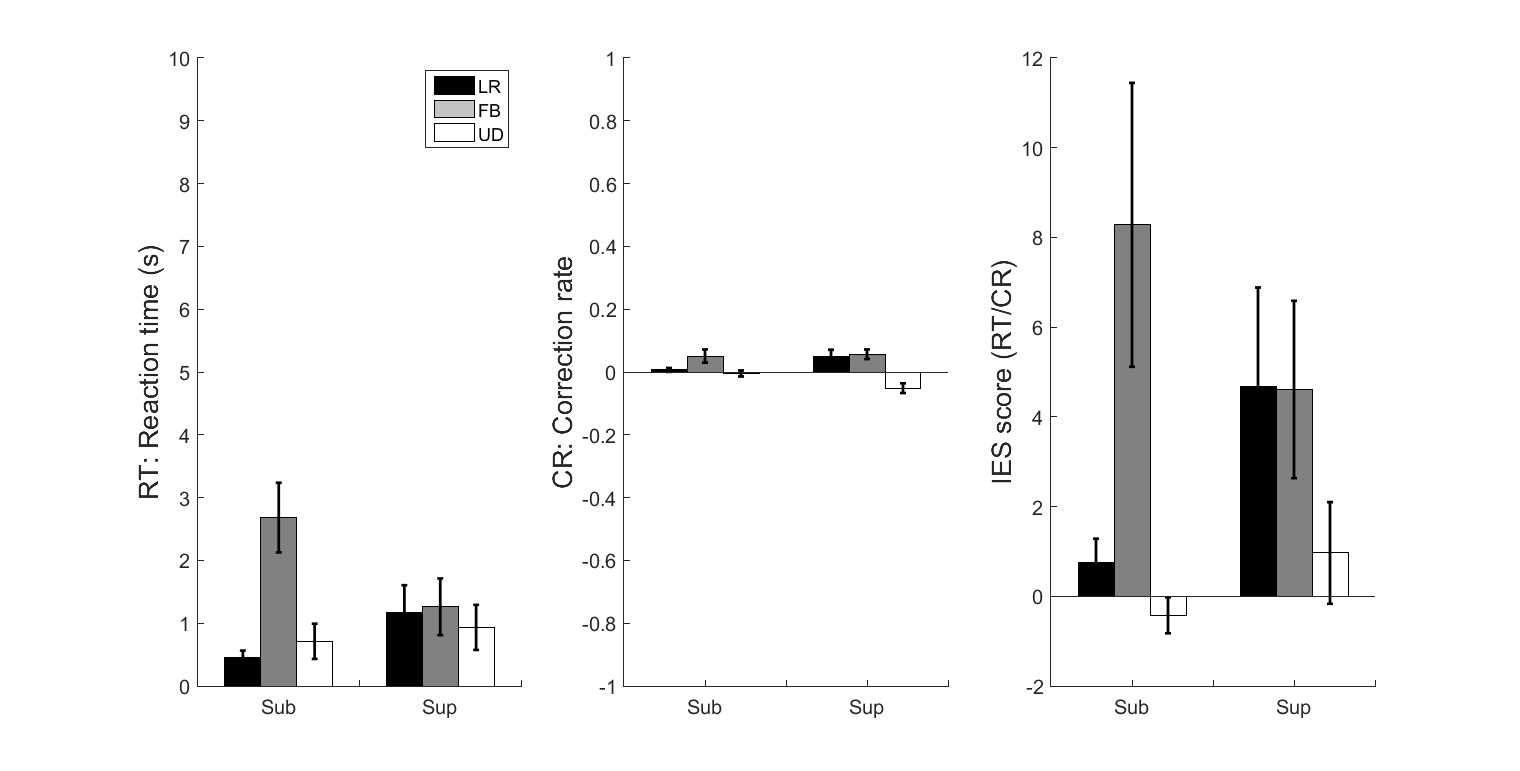 RT: Reaction time (s)
10
9
8
7
6
5
4
3
2
1
0
Sub
Sup
LR
FB
UD
CR: Correction rate
1
0.8
0.6
0.4
0.2
0
-0.2
-0.4
-0.6
-0.8
-1
Sub
Sup
IES score (RT/CR)
12
10
8
6
4
2
0
-2
Sub
Sup